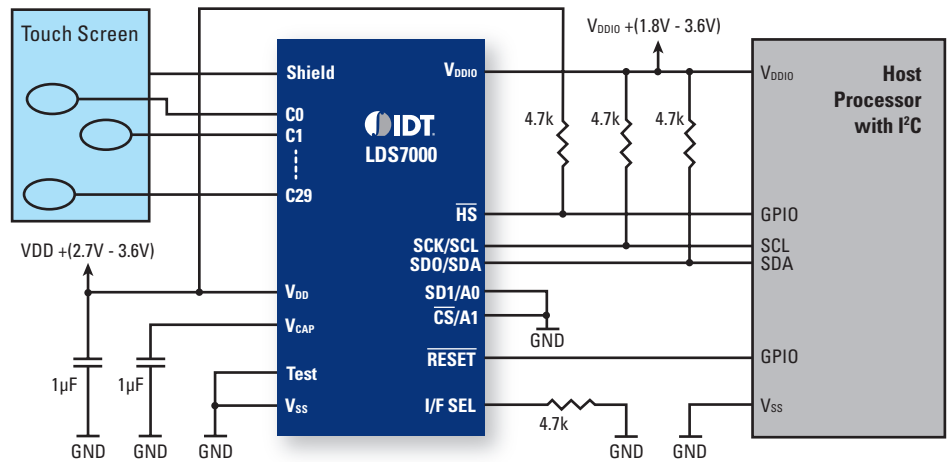 Touch Screen
VDD +(2.7V - 3.6V)
1µF
1µF
GND
GND
GND
Shield
C0
C1
C29
VDD
VCAP
Test
VSS
IDT.
LDS7000
VDDIO
HS
SCK/SCL
SDO/SDA
SD1/A0
CS/A1
RESET
I/F SEL
VDDIO +(1.8V - 3.6V)
4.7k
4.7k
4.7k
GND
4.7k
GND
GND
VDDIO
Host
Processor
with I²C
GPIO
SCL
SDA
GPIO
VSS